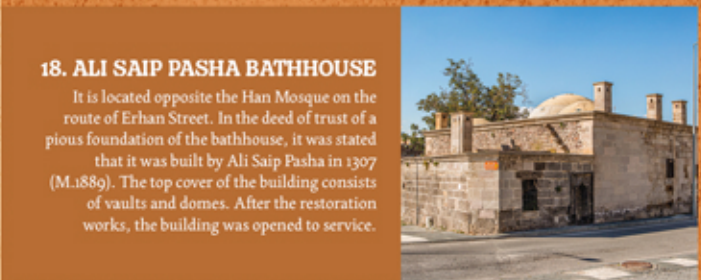 18. ALI SAIP PASHA BATHHOUSE
It is located opposite the Han Mosque on the
route of Erhan Street. In the deed of trust of a
pious foundation of the bathhouse, it was stated
that it was built by Ali Saip Pasha in 1307
(M.1889). The top cover of the building consists
of vaults and domes. After the restoration
works, the building was opened to service.